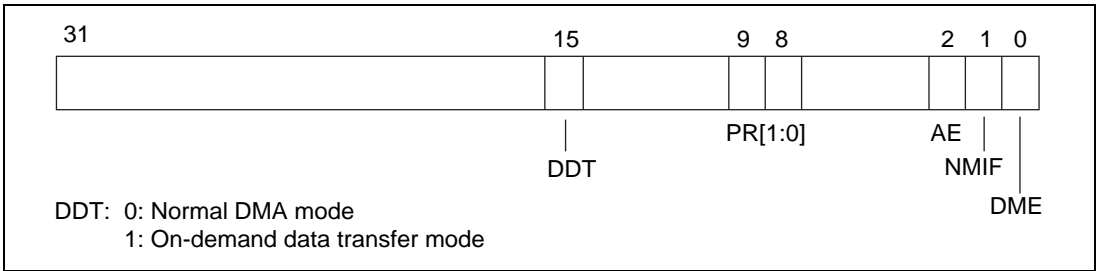 31 15 9 8 2 1 0
PR[1:0] AE
DDT NMIF
DME
DDT: 0: Normal DMA mode
1: On-demand data transfer mode